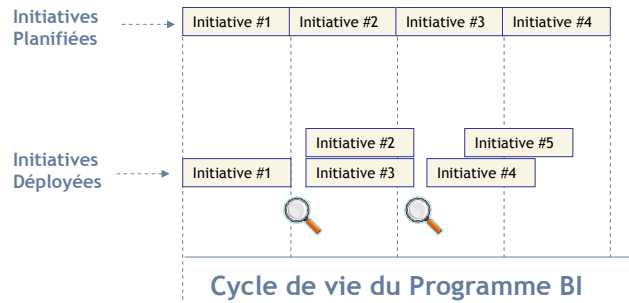 Initiatives
Planifiées
Initiative #1
Initiative #2
Initiative #3
Initiative #4
Initiative #2
Initiative #5
Initiatives
Déployées
Initiative #1
Initiative #3
Initiative #4
Cycle de vie du Programme BI